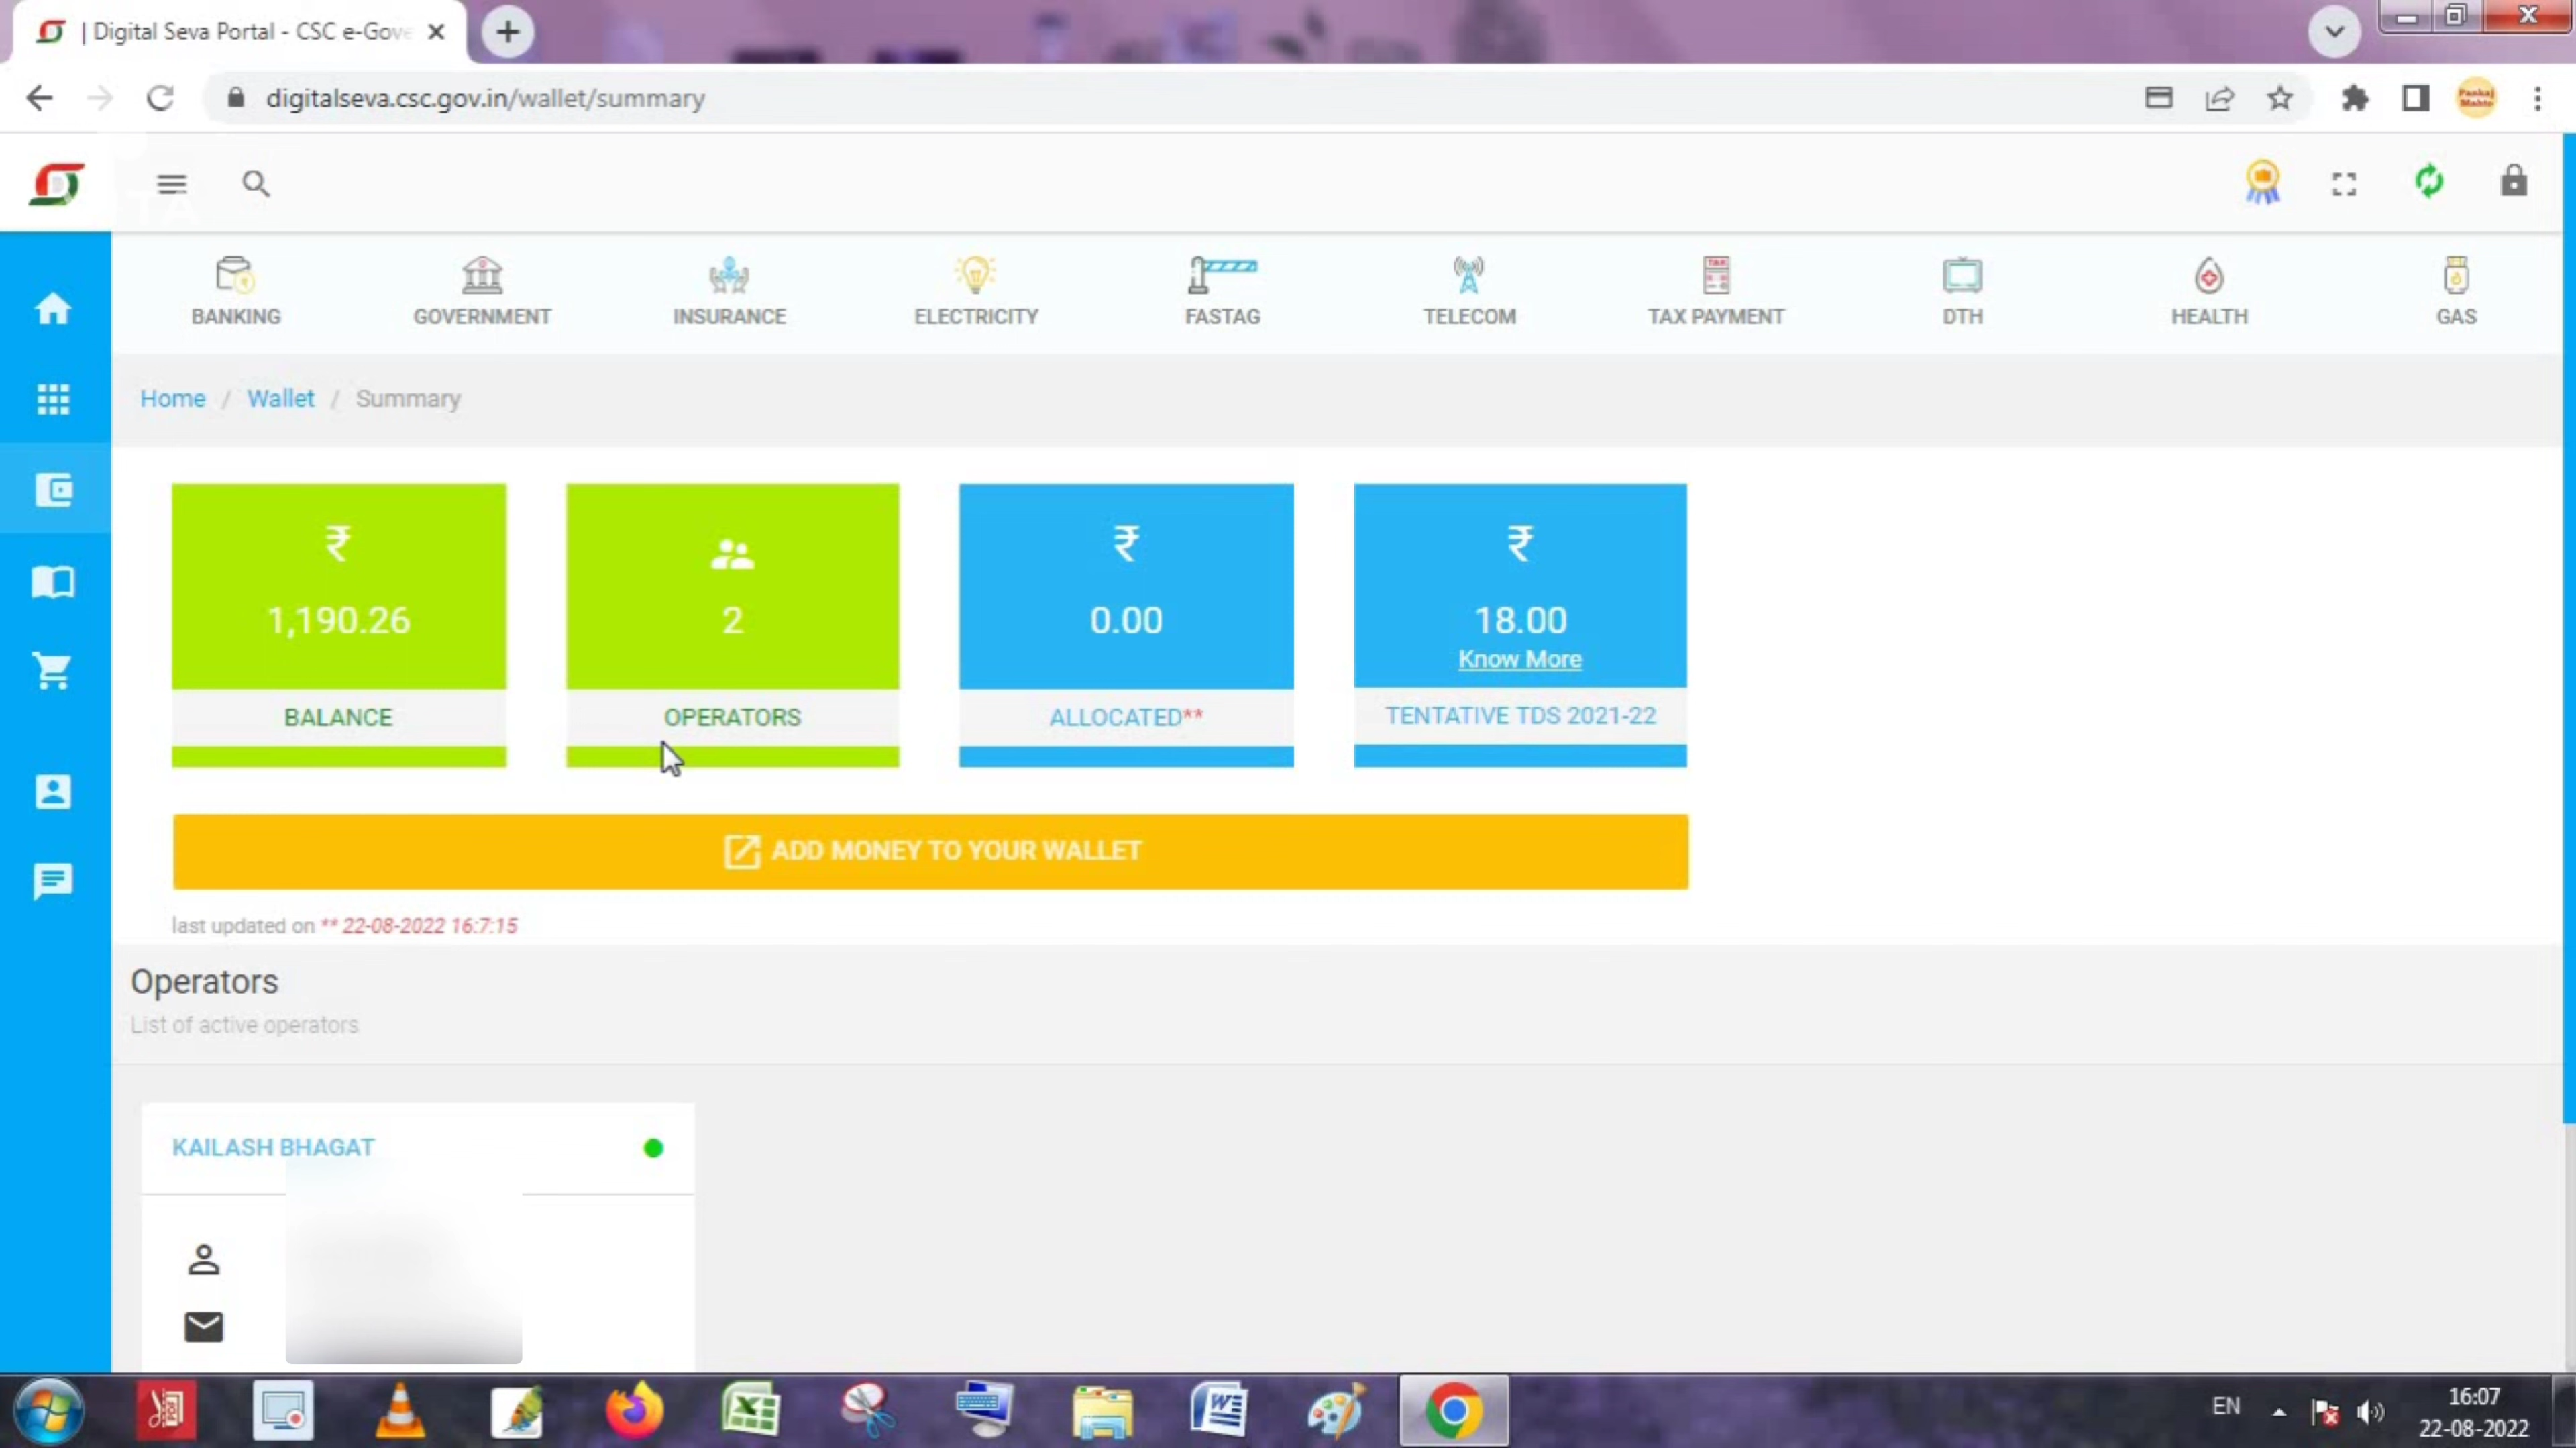 | Digital Seva Portal - CSC e-Gove
digitalseva.csc.gov.in/wallet/summary
Pankaj
Mahto
BANKING
GOVERNMENT
INSURANCE
ELECTRICITY
FASTAG
TELECOM
TAX PAYMENT
DTH
HEALTH
GAS
Home / Wallet / Summary
₹
1,190.26
BALANCE
2
OPERATORS
₹
0.00
ALLOCATED**
₹
18.00
Know More
TENTATIVE TDS 2021-22
ADD MONEY TO YOUR WALLET
last updated on ** 22-08-2022 16:7:15
Operators
List of active operators
KAILASH BHAGAT
EN
16:07
22-08-2022